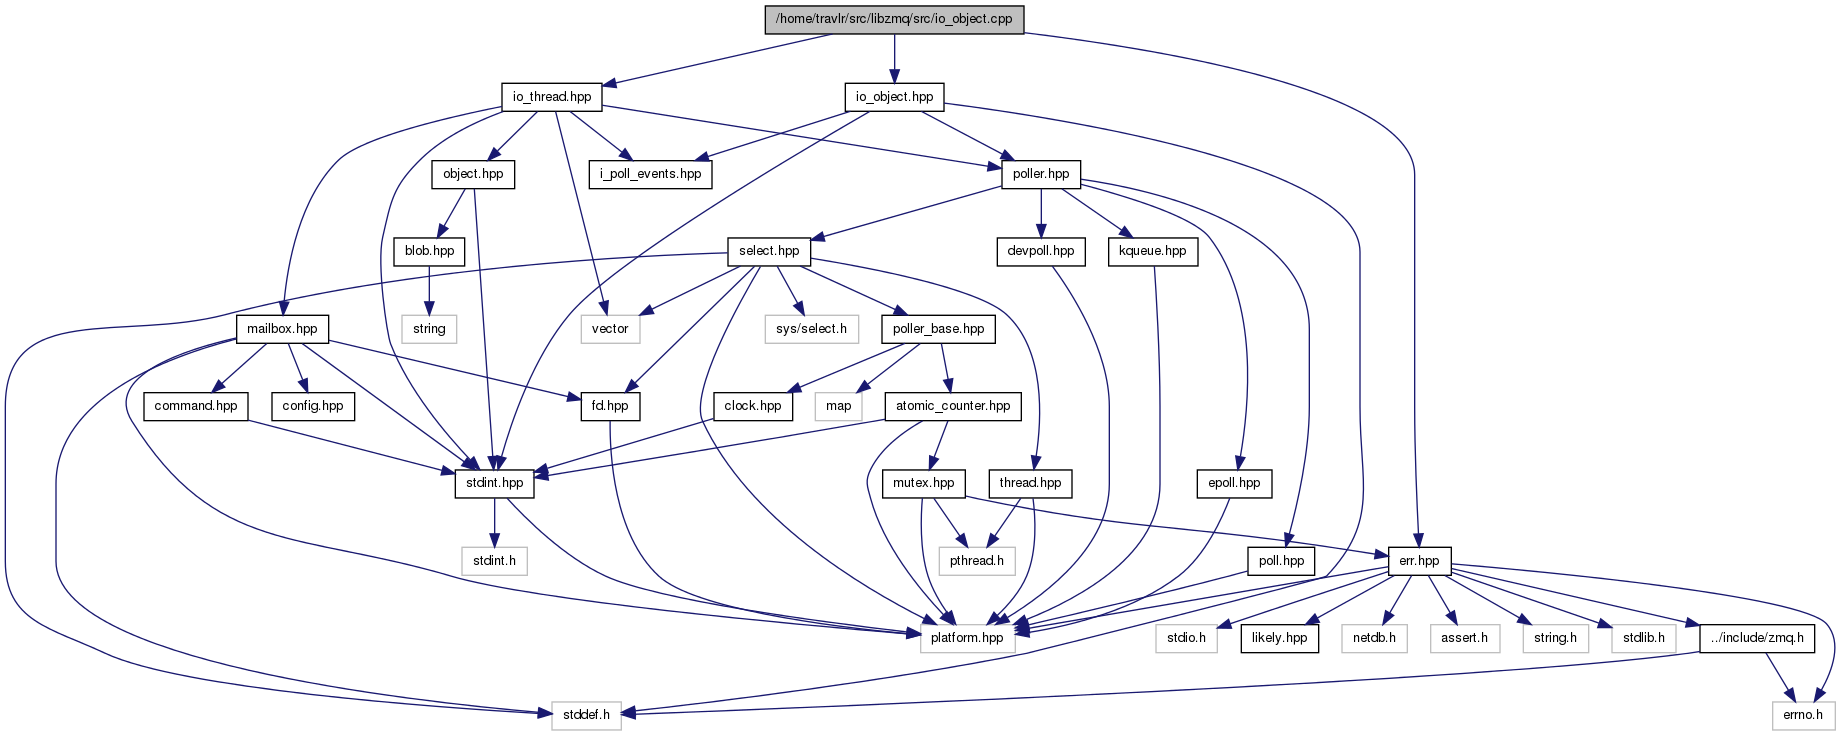 /home/travlr/src/libzmq/src/io_object.cpp
io_thread.hpp
io_object.hpp
object.hpp
i_poll_events.hpp
poller.hpp
blob.hpp
select.hpp
devpoll.hpp
kqueue.hpp
mailbox.hpp
string
vector
sys/select.h
poller_base.hpp
command.hpp
config.hpp
fd.hpp
clock.hpp
map
atomic_counter.hpp
stdint.hpp
mutex.hpp
thread.hpp
epoll.hpp
stdint.h
pthread.h
poll.hpp
err.hpp
platform.hpp
stdio.h
likely.hpp
netdb.h
assert.h
string.h
stdlib.h
../include/zmq.h
stddef.h
errno.h